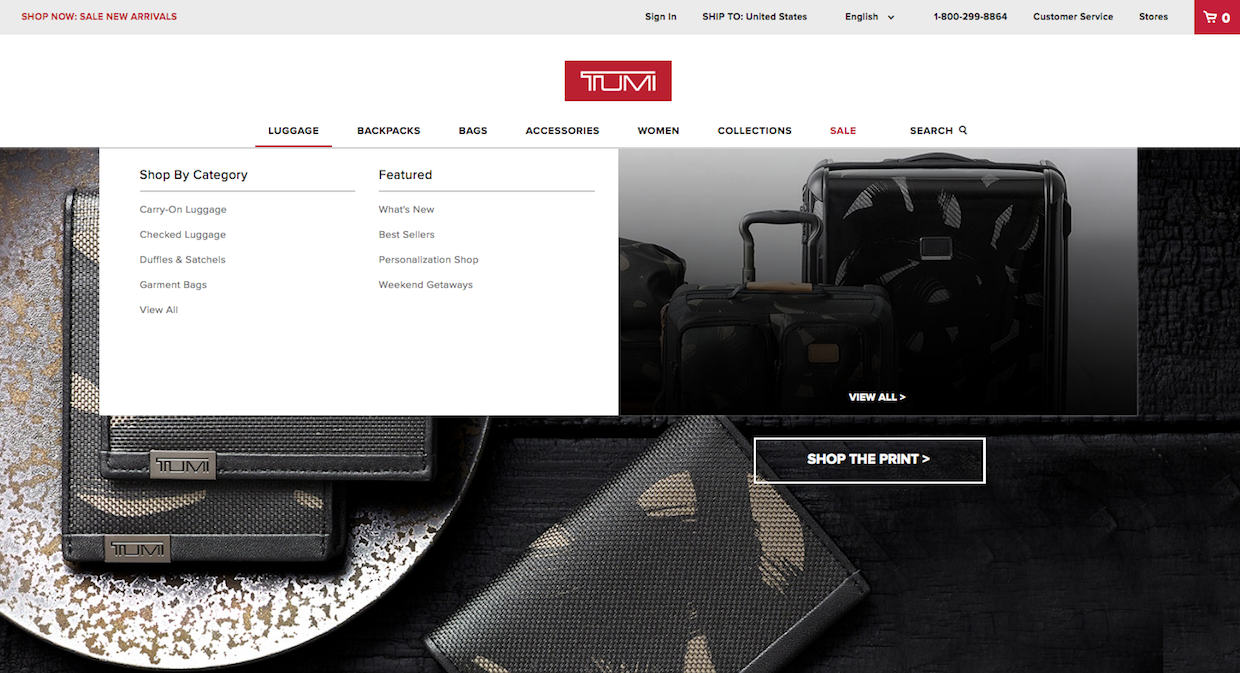 SHOP NOW: SALE NEW ARRIVALS
Sign In
SHIP TO: United States
English
1-800-299-8864
Customer Service
Stores
0
TUMI
LUGGAGE
BACKPACKS
BAGS
ACCESSORIES
WOMEN
COLLECTIONS
SALE
SEARCH
Shop By Category
Carry-On Luggage
Checked Luggage
Duffles & Satchels
Garment Bags
View All
Featured
What's New
Best Sellers
Personalization Shop
Weekend Getaways
VIEW ALL >
SHOP THE PRINT >
TUMI
TUMI